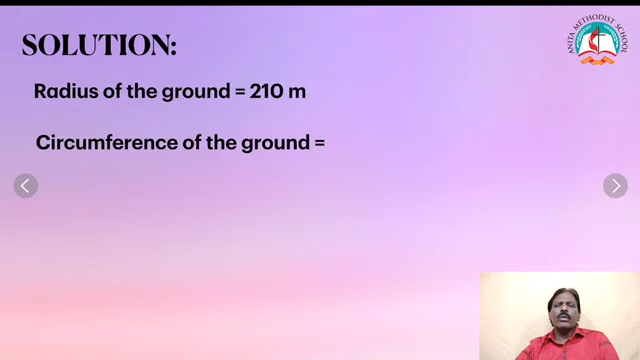 SOLUTION:
ANITA METHODIST SCHOOL
Radius of the ground = 210 m
Circumference of the ground =